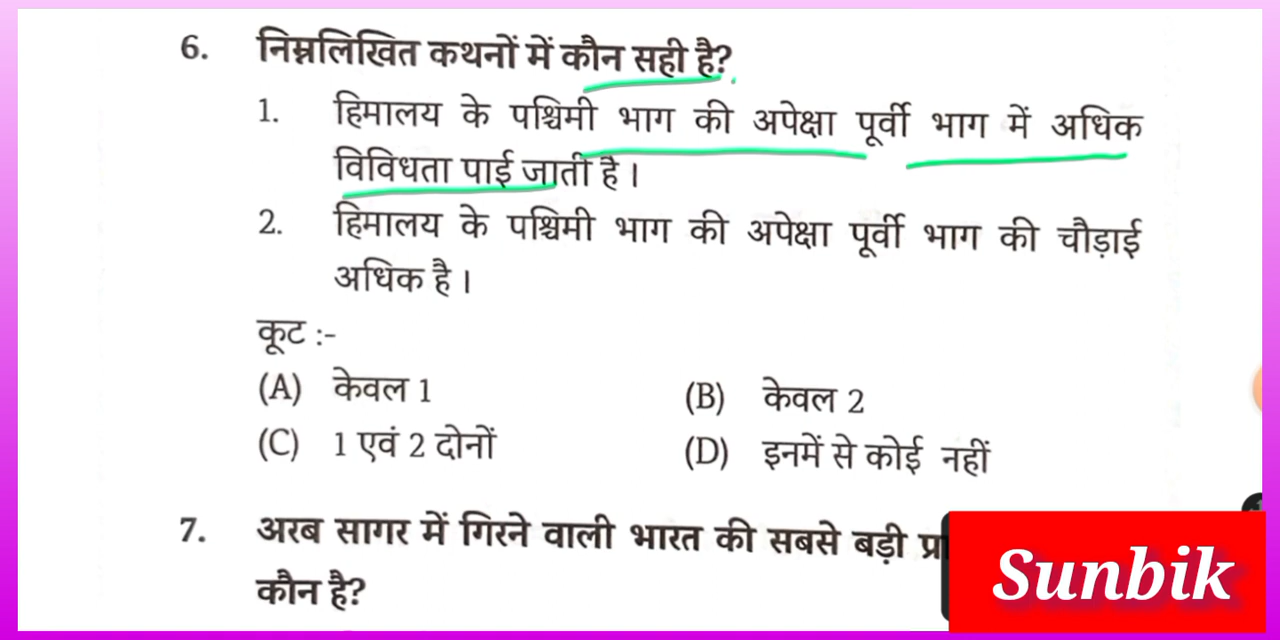 6. निम्नलिखित कथनों में कौन सही है?
1. हिमालय के पश्चिमी भाग की अपेक्षा पूर्वी भाग में अधिक
विविधता पाई जाती है।
2. हिमालय के पश्चिमी भाग की अपेक्षा पूर्वी भाग की चौड़ाई
अधिक है।
कूट :-
(A) केवल 1 (B) केवल 2
(C) 1 एवं 2 दोनों (D) इनमें से कोई नहीं
7. अरब सागर में गिरने वाली भारत की सबसे बड़ी
कौन है?
Sunbik